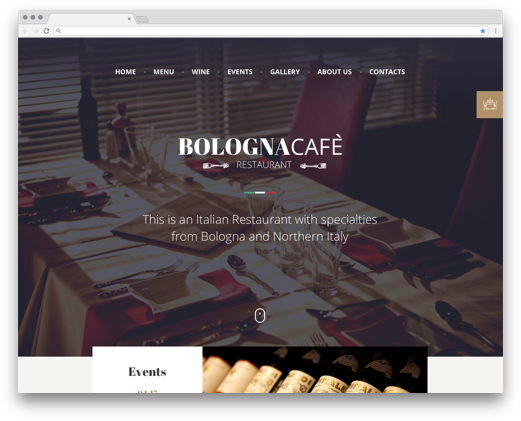 HOME MENU WINE EVENTS GALLERY ABOUT US CONTACTS
BOLOGNACAFÈ
RESTAURANT
This is an Italian Restaurant with specialties
from Bologna and Northern Italy
Events